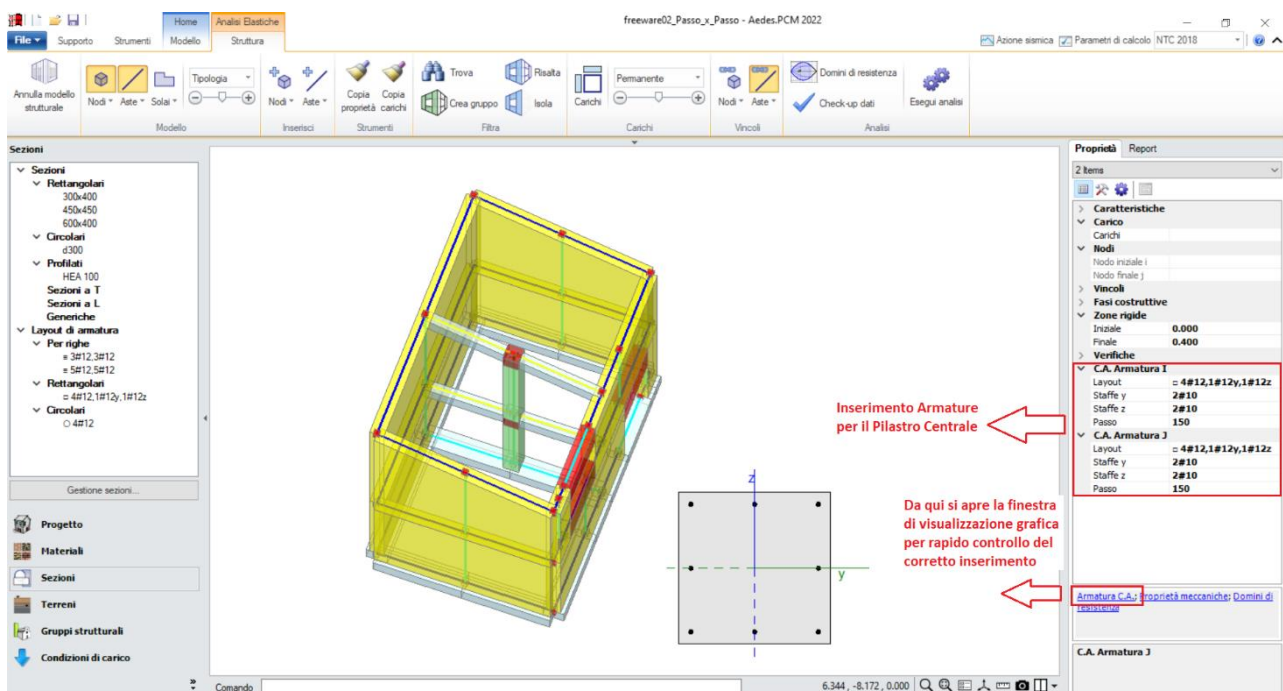 freeware02_Passo_x_Passo - Aedes.PCM 2022
Home
Analisi Elastiche
File
Supporto
Strumenti
Modello
Struttura
Azione sismica
Parametri di calcolo
NTC 2018
Annulla modello
strutturale
Nodi
Aste
Solai
Tipologia
Modello
Nodi
Aste
Inserisci
Copia
proprietà
Copia
carichi
Strumenti
Trova
Crea gruppo
Risalta
Isola
Filtra
Carichi
Permanente
Carichi
Nodi
Aste
Vincoli
Domini di resistenza
Check-up dati
Esegui analisi
Analisi
Sezioni
Sezioni
Rettangolari
300x400
450x450
600x400
Circolari
d300
Profilati
HEA 100
Sezioni a T
Sezioni a L
Generiche
Layout di armatura
Per righe
3#12,3#12
5#12,5#12
Rettangolari
4#12,1#12y,1#12z
Circolari
4#12
Gestione sezioni...
Progetto
Materiali
Sezioni
Terreni
Gruppi strutturali
Condizioni di carico
z
y
Inserimento Armature
per il Pilastro Centrale
Da qui si apre la finestra
di visualizzazione grafica
per rapido controllo del
corretto inserimento
Proprietà Report
2 Items
Caratteristiche
Carico
Carichi
Nodi
Nodo iniziale i
Nodo finale j
Vincoli
Fasi costruttive
Zone rigide
Iniziale 0.000
Finale 0.400
Verifiche
C.A. Armatura I
Layout 4#12,1#12y,1#12z
Staffe y 2#10
Staffe z 2#10
Passo 150
C.A. Armatura J
Layout 4#12,1#12y,1#12z
Staffe y 2#10
Staffe z 2#10
Passo 150
Armatura C.A.; Proprietà meccaniche; Domini di
resistenza
C.A. Armatura J
Comando
6.344 , -8.172 , 0.000